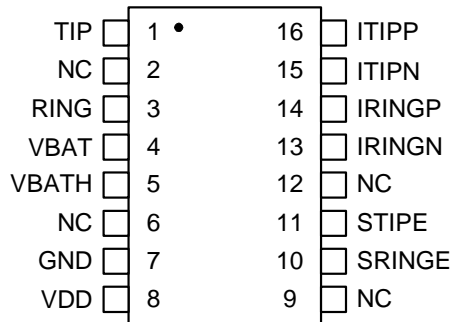 TIP 1 16 ITIPP
NC 2 15 ITIPN
RING 3 14 IRINGP
VBAT 4 13 IRINGN
VBATH 5 12 NC
NC 6 11 STIPE
GND 7 10 SRINGE
VDD 8 9 NC